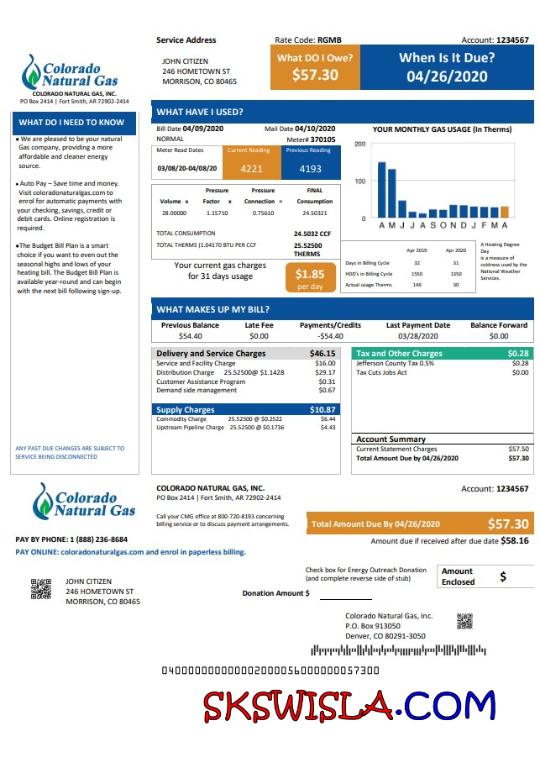 Service Address
Rate Code: RGMB
Account: 1234567
Colorado
Natural Gas
COLORADO NATURAL GAS, INC.
PO Box 2414 | Fort Smith, AR 72902-2414
JOHN CITIZEN
246 HOMETOWN ST
MORRISON, CO 80465
What DO I Owe?
$57.30
When Is It Due?
04/26/2020
WHAT DO I NEED TO KNOW
• We are pleased to be your natural
Gas company, providing a more
affordable and cleaner energy
source.
• Auto Pay – Save time and money.
Visit coloradonaturalgas.com to
enrol for automatic payments with
your checking, savings, credit or
debit cards. Online registration is
required.
• The Budget Bill Plan is a smart
choice if you want to even out the
seasonal highs and lows of your
heating bill. The Budget Bill Plan is
available year-round and can begin
with the next bill following sign-up.
ANY PAST DUE CHANGES ARE SUBJECT TO
SERVICE BEING DISCONNECTED
WHAT HAVE I USED?
Bill Date 04/09/2020 Mail Date 04/10/2020
NORMAL Meter# 370105
Meter Read Dates Current Reading Previous Reading
03/08/20-04/08/20 4221 4193
Pressure Pressure FINAL
Volume x Factor x Connection = Consumption
28.00000 1.15710 0.75610 24.50321
TOTAL CONSUMPTION 24.5032 CCF
TOTAL THERMS (1.04170 BTU PER CCF 25.52500
THERMS
Your current gas charges
for 31 days usage
$1.85
per day
YOUR MONTHLY GAS USAGE (In Therms)
200
100
0
A M J J A S O N D J F M A
Apr 2019 Apr 2020
Days in Billing Cycle 32 31
HDD's in Billing Cycle 1350 1350
Actual usage Therms 149 30
A Heating Degree
Day
is a measure of
coldness used by the
National Weather
Services.
WHAT MAKES UP MY BILL?
Previous Balance Late Fee Payments/Credits Last Payment Date Balance Forward
$54.40 $0.00 -$54.40 03/28/2020 $0.00
Delivery and Service Charges $46.15
Service and Facility Charge $16.00
Distribution Charge 25.52500@ $1.1428 $29.17
Customer Assistance Program $0.31
Demand side management $0.67
Supply Charges $10.87
Commodity Charge 25.52500 @ $0.2522 $6.44
Upstream Pipeline Charge 25.52500 @ $0.1736 $4.43
Tax and Other Charges $0.28
Jefferson County Tax 0.5% $0.28
Tax Cuts Jobs Act $0.00
Account Summary
Current Statement Charges $57.50
Total Amount Due by 04/26/2020 $57.30
Colorado
Natural Gas
COLORADO NATURAL GAS, INC.
PO Box 2414 | Fort Smith, AR 72902-2414
Account: 1234567
Call your CMG office at 800-720-8193 concerning
billing service or to discuss payment arrangements.
Total Amount Due By 04/26/2020 $57.30
Amount due if received after due date $58.16
PAY BY PHONE: 1 (888) 236-8684
PAY ONLINE: coloradonaturalgas.com and enrol in paperless billing.
Check box for Energy Outreach Donation
(and complete reverse side of stub)
Amount
Enclosed $
Donation Amount $
JOHN CITIZEN
246 HOMETOWN ST
MORRISON, CO 80465
Colorado Natural Gas, Inc.
P.O. Box 913050
Denver, CO 80291-3050
SKSWISLA.COM